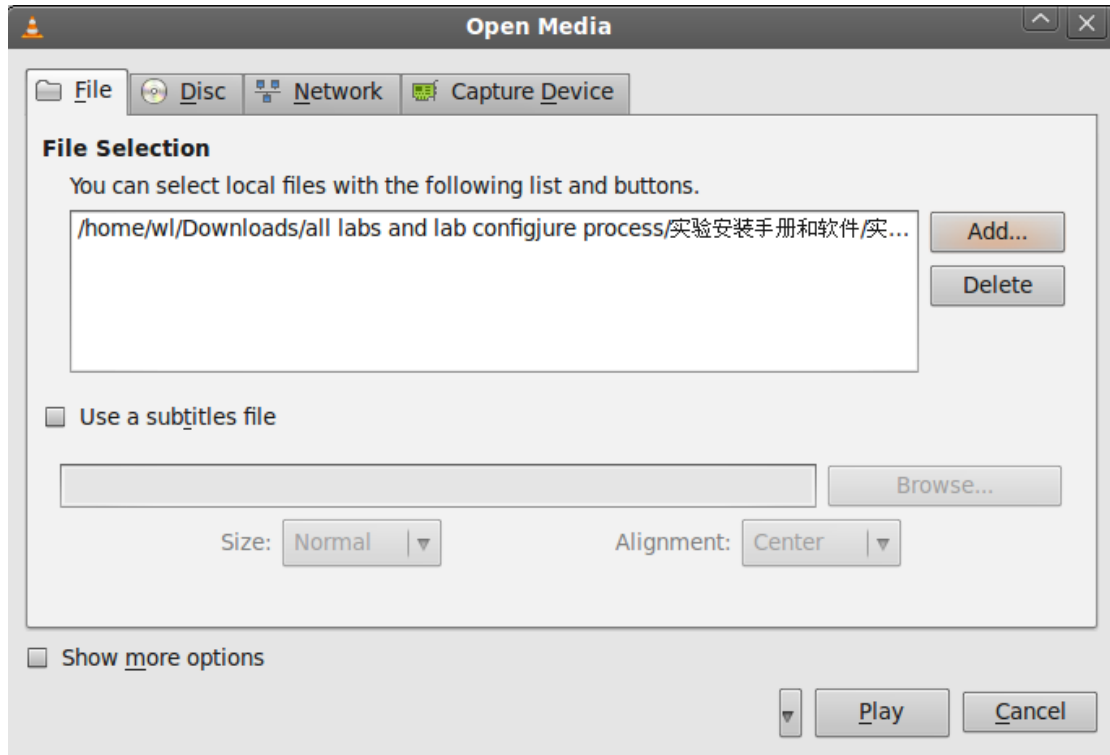 Open Media
File Disc Network Capture Device
File Selection
You can select local files with the following list and buttons.
/home/wl/Downloads/all labs and lab configjure process/实验安装手册和软件/实...
Add...
Delete
Use a subtitles file
Browse...
Size: Normal Alignment: Center
Show more options
Play Cancel